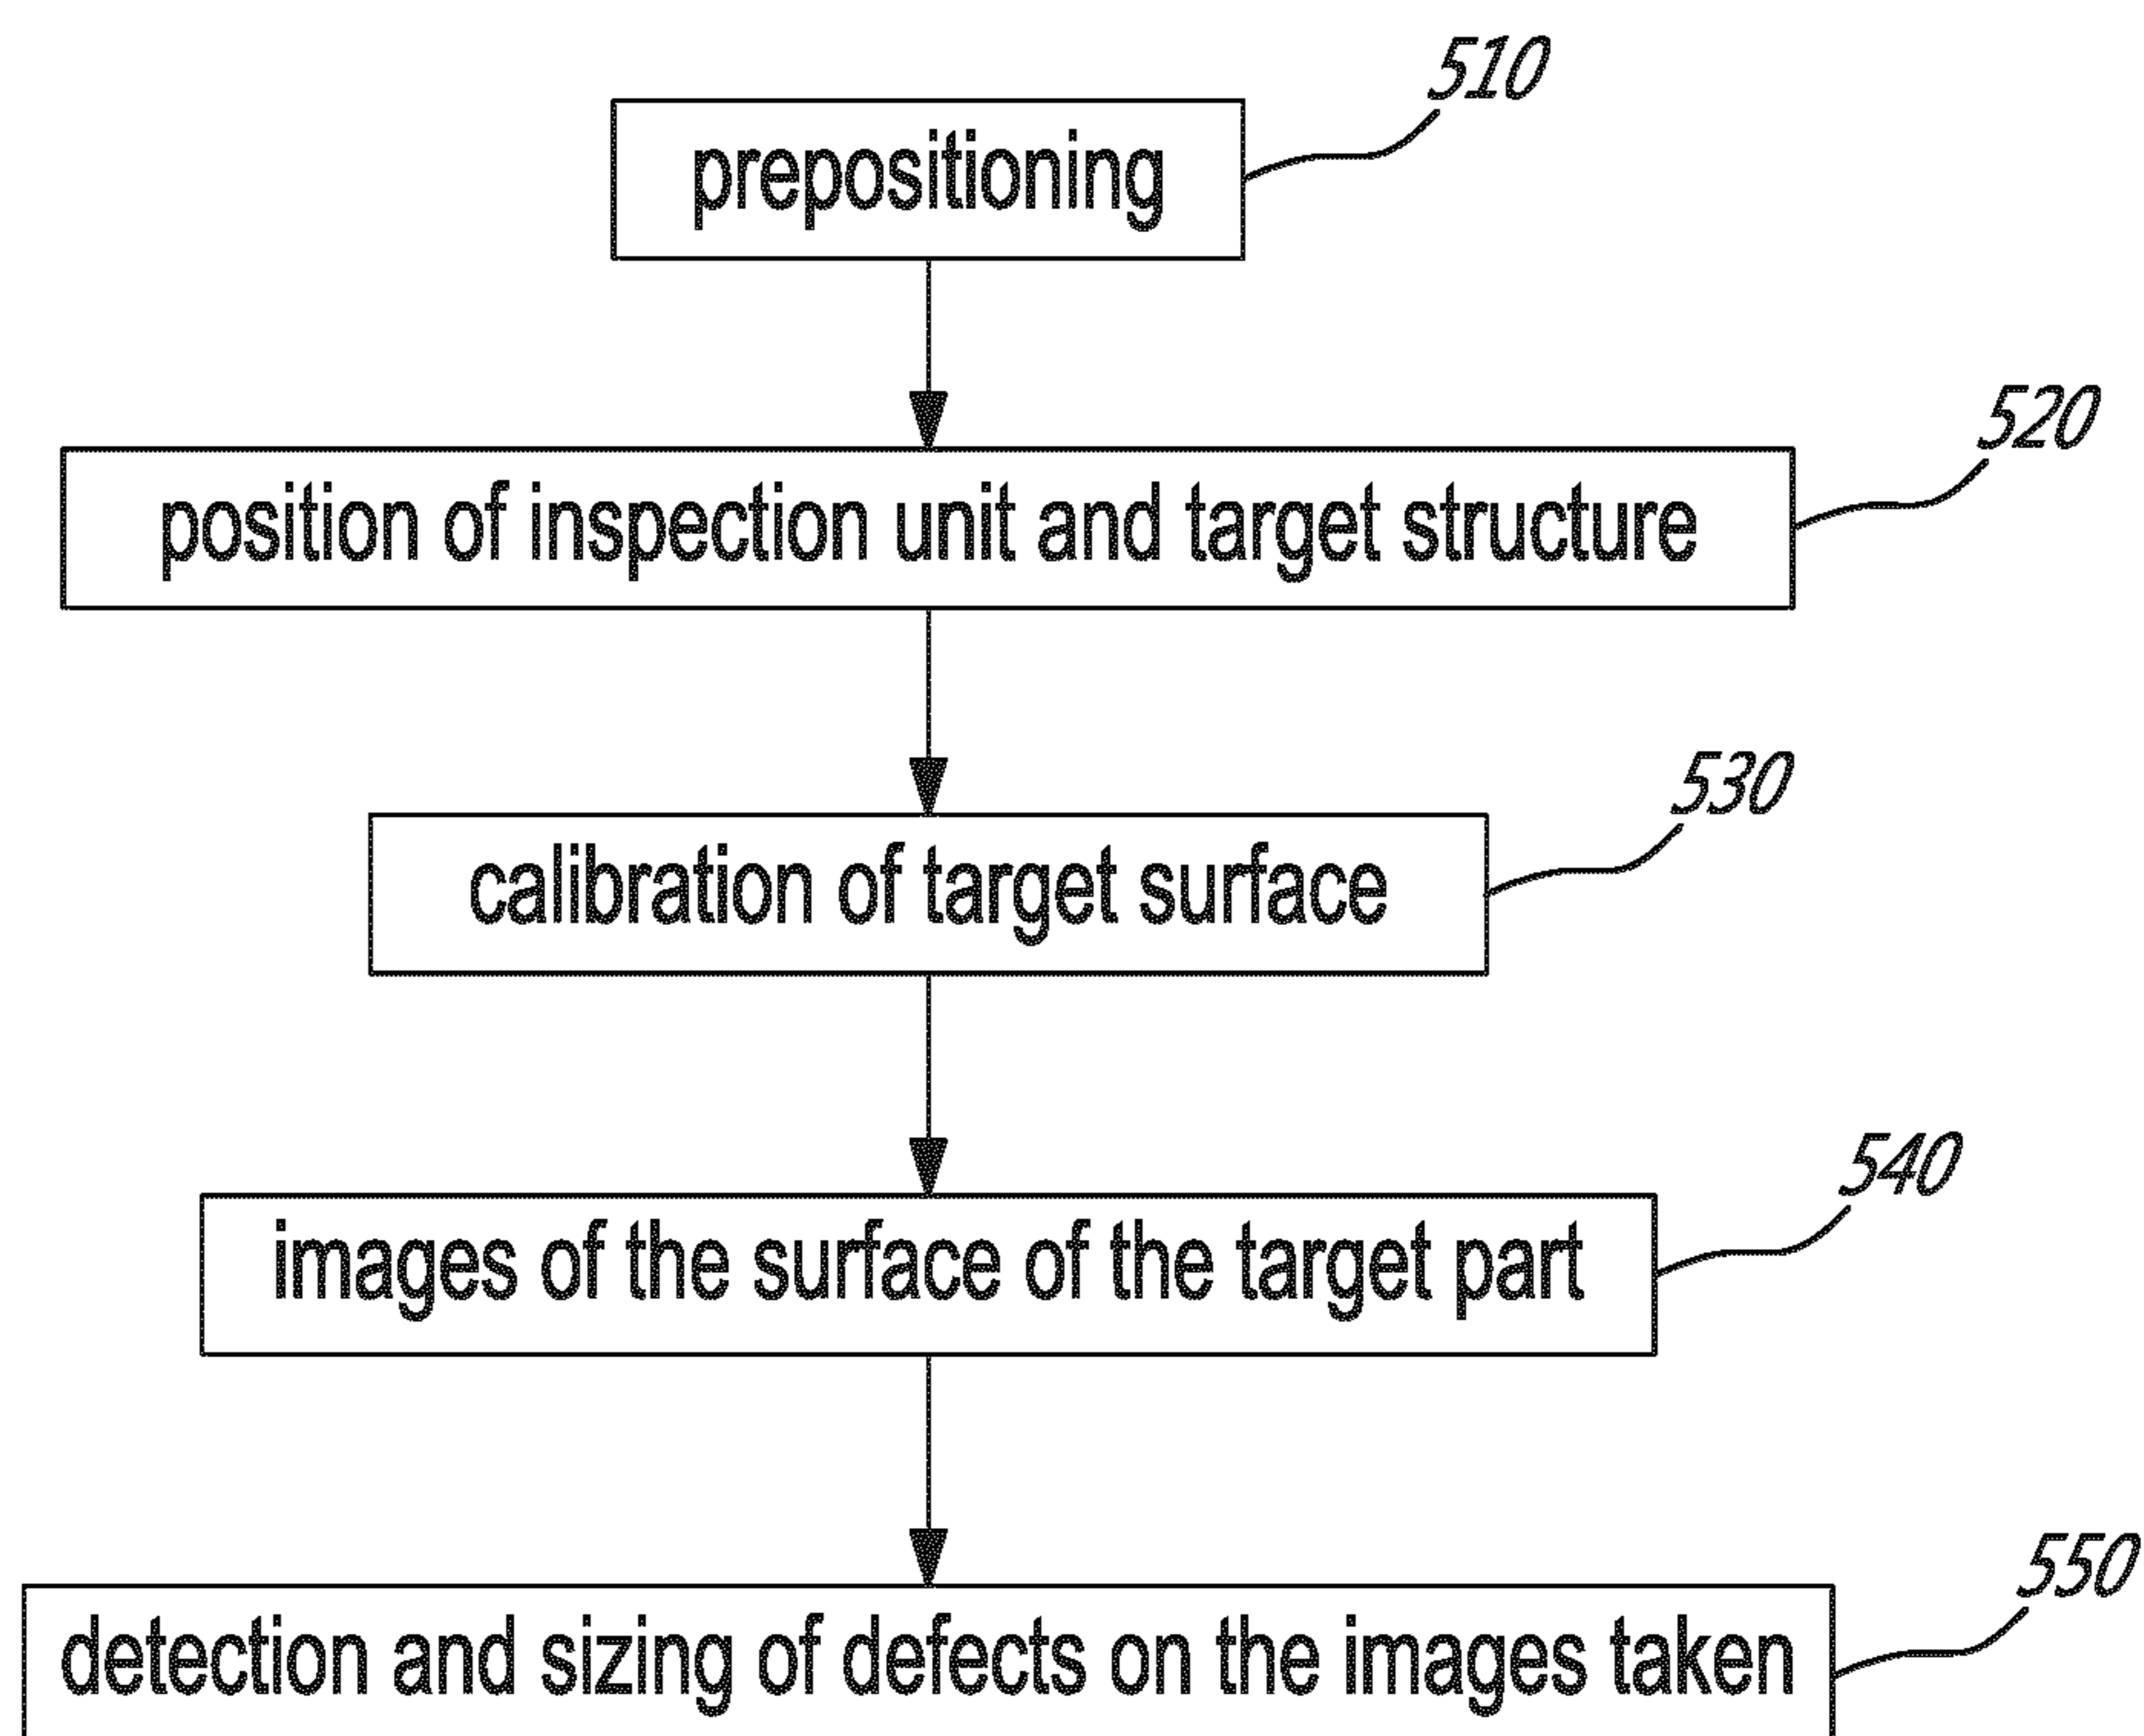 510
prepositioning
520
position of inspection unit and target structure
530
calibration of target surface
540
images of the surface of the target part
550
detection and sizing of defects on the images taken